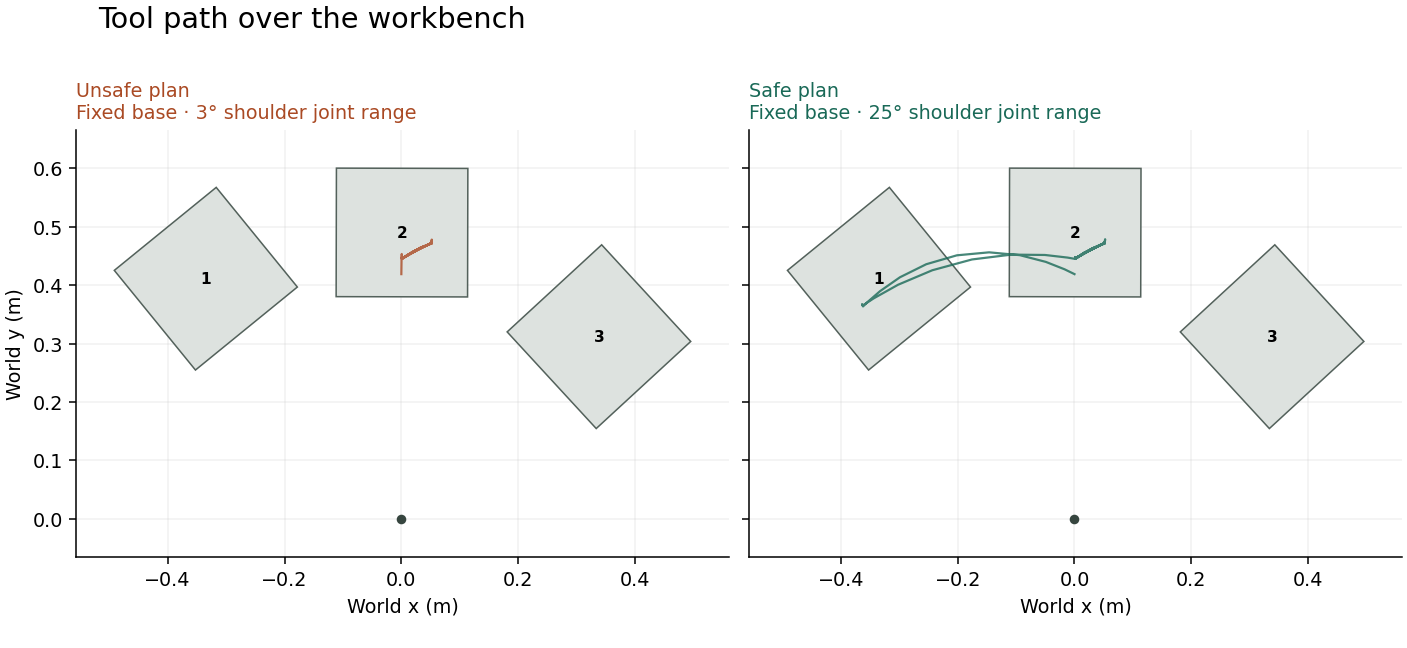 Tool path over the workbench
Unsafe plan
Fixed base · 3° shoulder joint range
Safe plan
Fixed base · 25° shoulder joint range
World y (m)
0.6
0.5
0.4
0.3
0.2
0.1
0.0
1
2
3
1
2
3
−0.4
−0.2
0.0
0.2
0.4
−0.4
−0.2
0.0
0.2
0.4
World x (m)
World x (m)